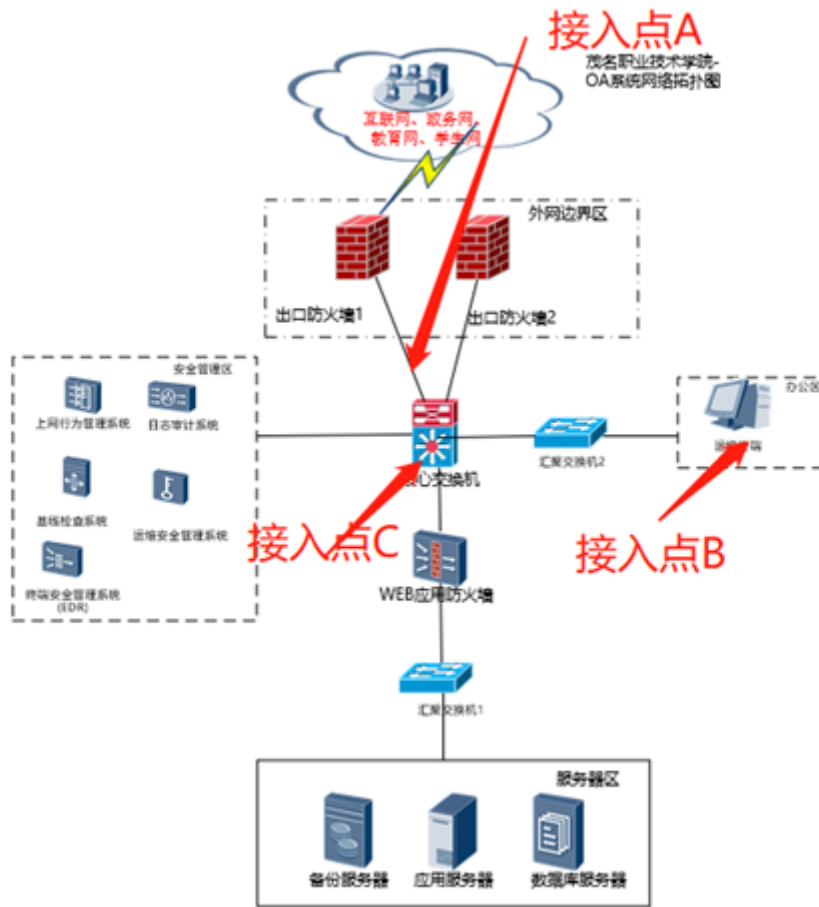 接入点A
茂名职业技术学院-
OA系统网络拓扑图
互联网、政务网、
教育网、学生网
外网边界区
出口防火墙1
出口防火墙2
安全管理区
上网行为管理系统
日志审计系统
基线检查系统
运维安全管理系统
终端安全管理系统
(EDR)
办公区
汇聚交换机2
心交换机
接入点C
接入点B
WEB应用防火墙
汇聚交换机1
服务器区
备份服务器
应用服务器
数据库服务器